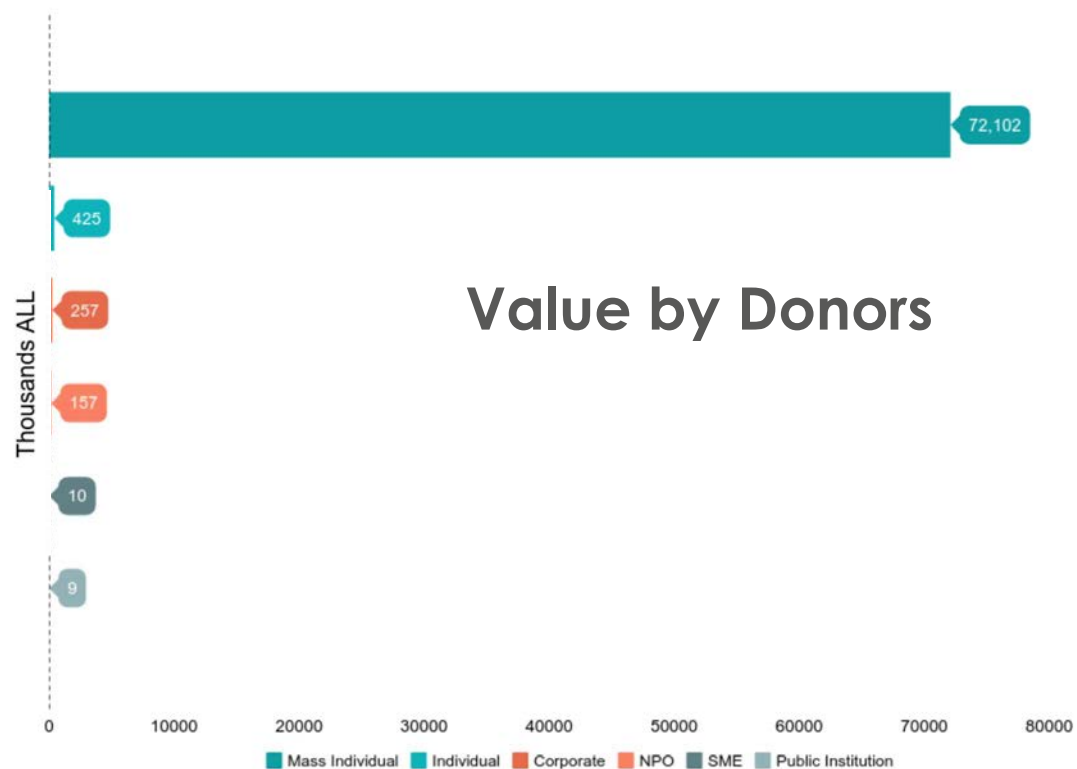 72,102
425
Value by Donors
257
Thousands ALL
157
10
9
0 10000 20000 30000 40000 50000 60000 70000 80000
Mass Individual Individual Corporate NPO SME Public Institution